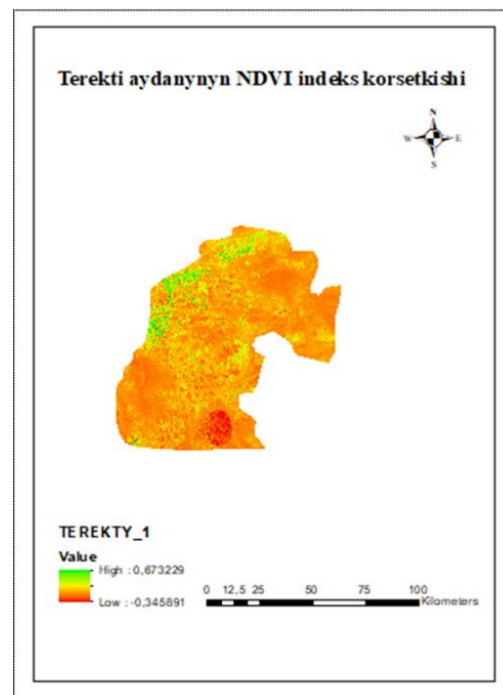 Terekti aydanynyn NDVI indeks korsetkishi
N
W E
S
TEREKTY_1
Value
High : 0,673229
Low : -0,345891
0 12,5 25 50 75 100
Kilometers